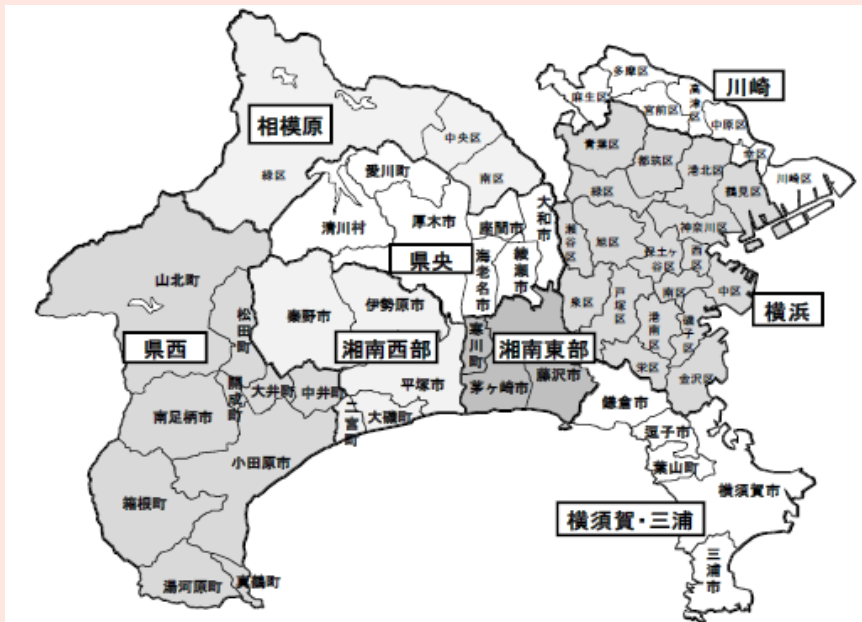 川崎
多摩区
麻生区
宮前区
高津区
中原区
幸区
川崎区
相模原
緑区
中央区
南区
横浜
青葉区
都筑区
港北区
鶴見区
緑区
神奈川区
瀬谷区
旭区
保土ヶ谷区
西区
中区
泉区
戸塚区
南区
港南区
磯子区
栄区
金沢区
県央
愛川町
清川村
厚木市
座間市
大和市
海老名市
綾瀬市
県西
山北町
松田町
開成町
大井町
中井町
南足柄市
小田原市
箱根町
湯河原町
真鶴町
湘南西部
秦野市
伊勢原市
平塚市
二宮町
大磯町
湘南東部
寒川町
茅ヶ崎市
藤沢市
横須賀・三浦
鎌倉市
逗子市
葉山町
横須賀市
三浦市